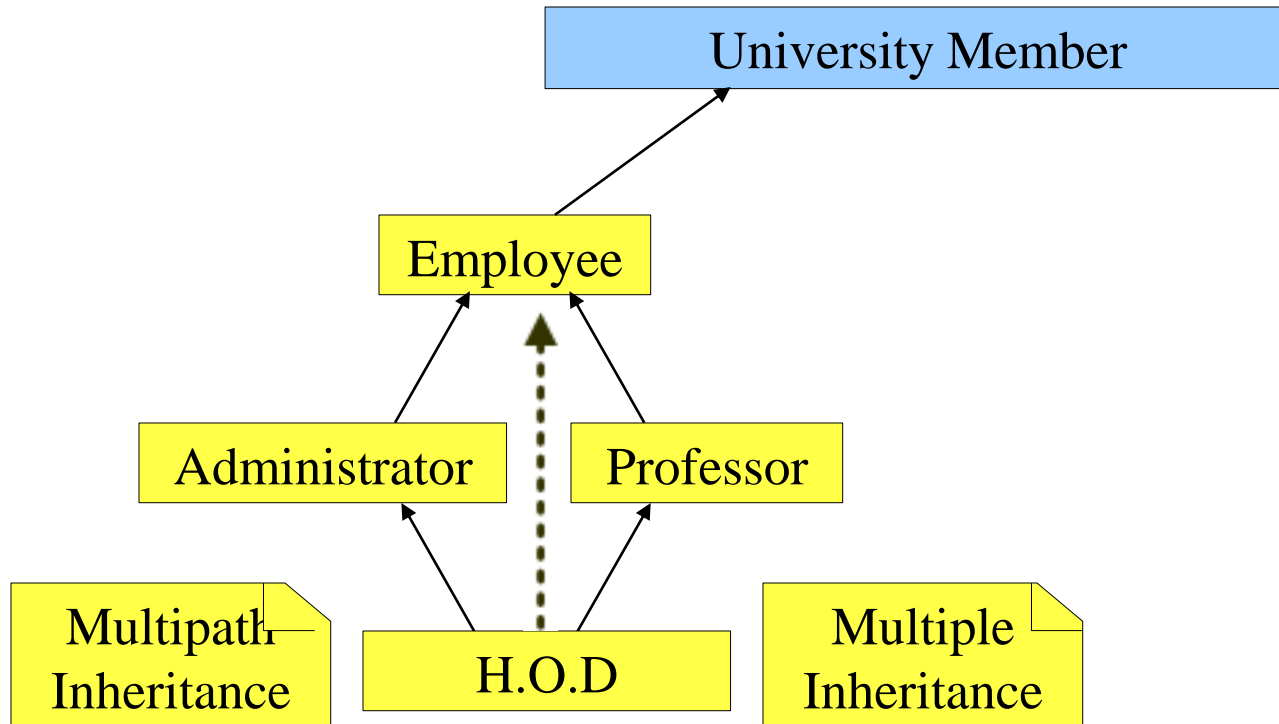 University Member
Employee
Administrator
Professor
Multipath
Inheritance
H.O.D
Multiple
Inheritance